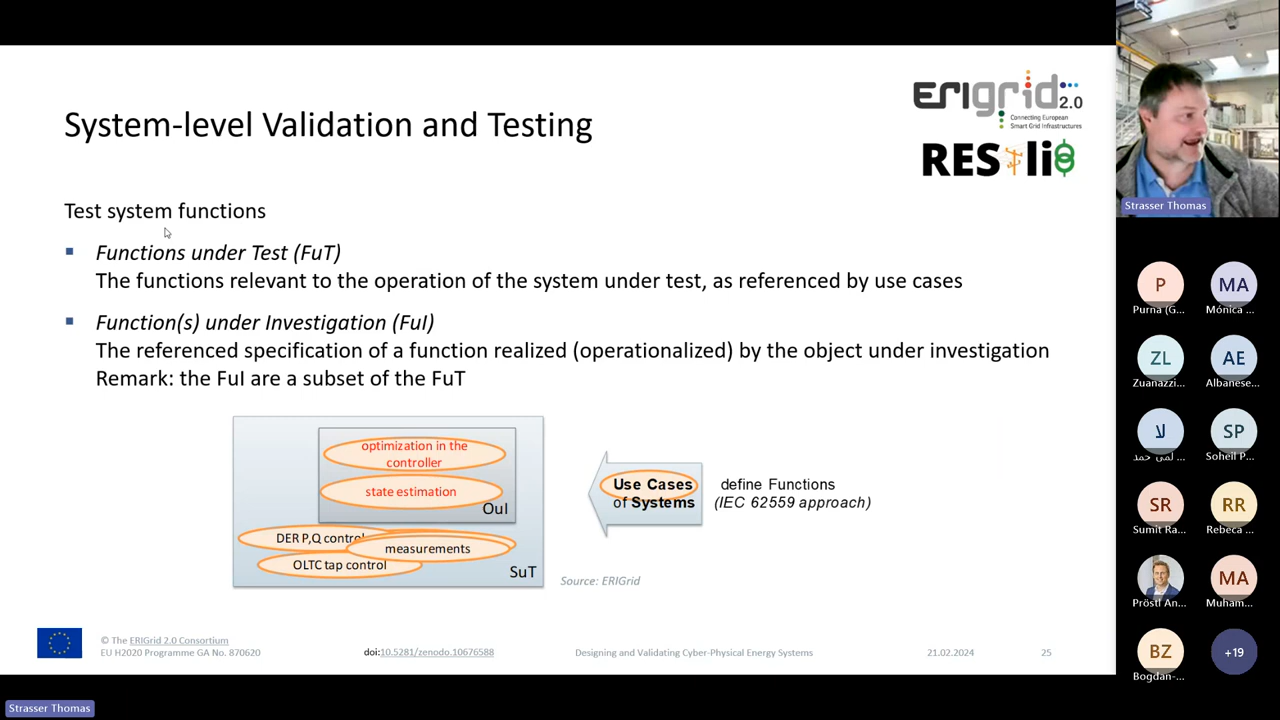 System-level Validation and Testing
ERIgrid 2.0
Connecting European
Smart Grid Infrastructures
RESili8
Test system functions
Functions under Test (FuT)
The functions relevant to the operation of the system under test, as referenced by use cases
Function(s) under Investigation (FuI)
The referenced specification of a function realized (operationalized) by the object under investigation
Remark: the FuI are a subset of the FuT
optimization in the
controller
state estimation
OuI
DER P,Q control
measurements
OLTC tap control
SuT
Use Cases
of Systems
define Functions
(IEC 62559 approach)
Source: ERIGrid
© The ERIGrid 2.0 Consortium
EU H2020 Programme GA No. 870620
doi:10.5281/zenodo.10676588
Designing and Validating Cyber-Physical Energy Systems
21.02.2024
25
Strasser Thomas
P
Purna (G...
MA
Mónica ...
ZL
Zuanazzi...
AE
Albanese...
لا
لمى حمد ...
SP
Soheil P...
SR
Sumit Ra...
RR
Rebeca ...
Pröstl An...
MA
Muham...
BZ
Bogdan-...
+19
Strasser Thomas